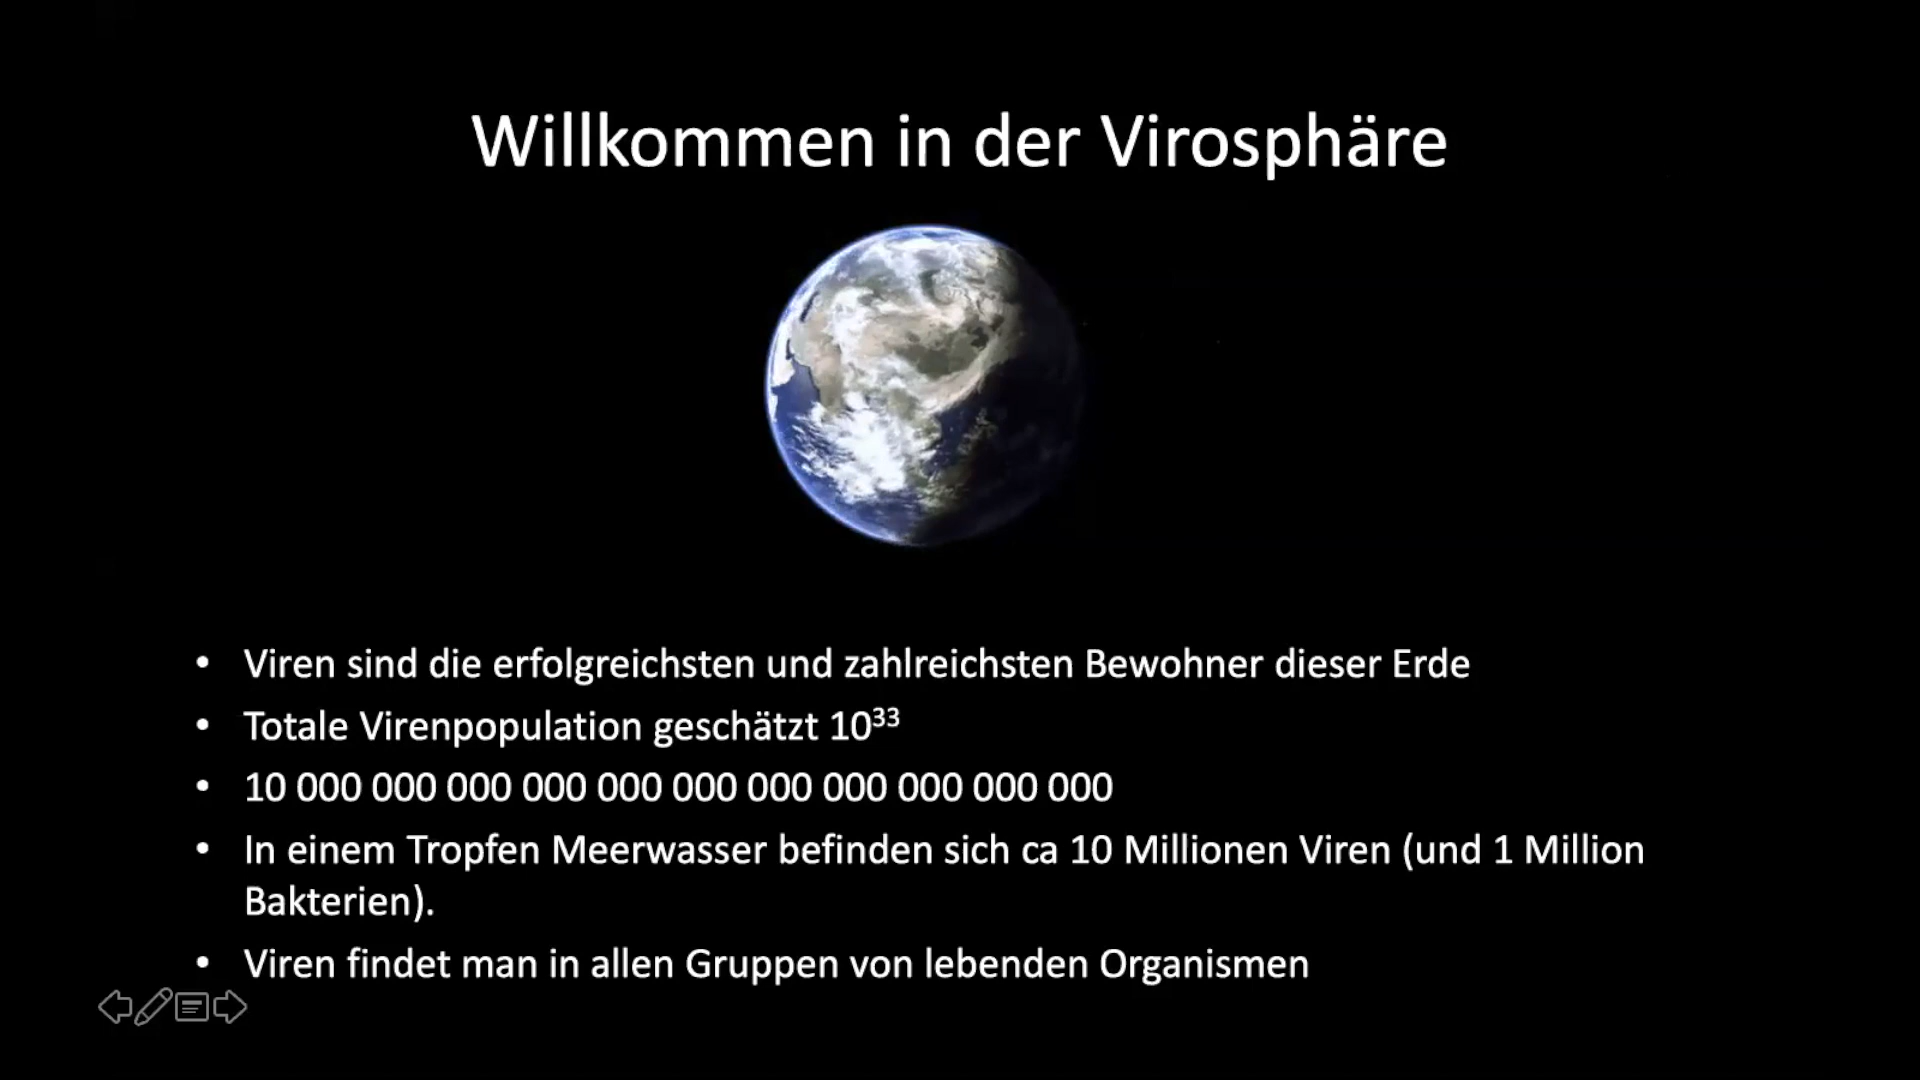 Willkommen in der Virosphäre
• Viren sind die erfolgreichsten und zahlreichsten Bewohner dieser Erde
• Totale Virenpopulation geschätzt 10³³
• 10 000 000 000 000 000 000 000 000 000 000 000
• In einem Tropfen Meerwasser befinden sich ca 10 Millionen Viren (und 1 Million
Bakterien).
• Viren findet man in allen Gruppen von lebenden Organismen